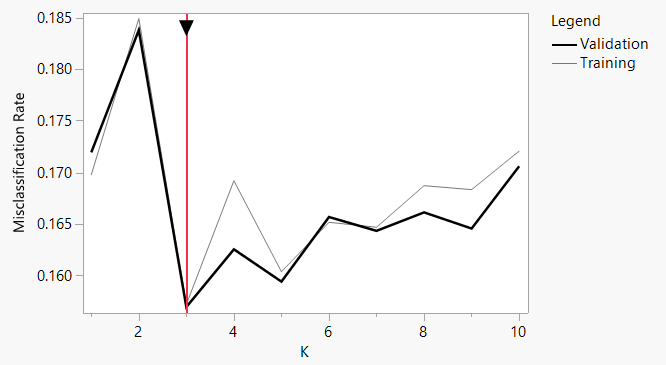 0.185
0.180
0.175
0.170
0.165
0.160
Misclassification Rate
2 4 6 8 10
K
Legend
Validation
Training